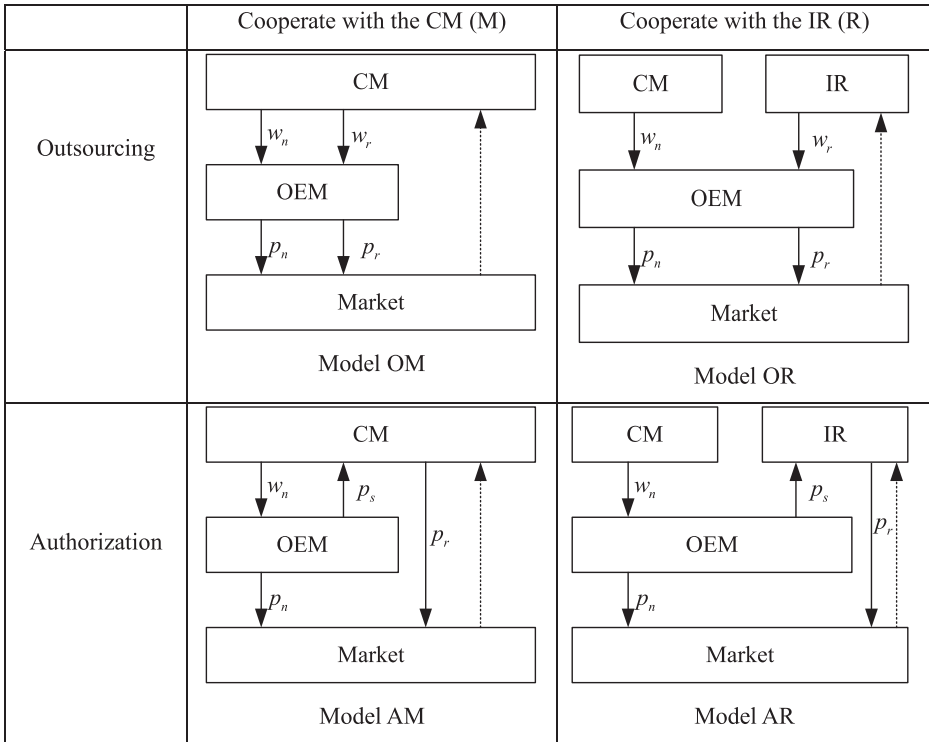 Cooperate with the CM (M)
Cooperate with the IR (R)
Outsourcing
CM
w_n
w_r
OEM
p_n
p_r
Market
Model OM
CM
IR
w_n
w_r
OEM
p_n
p_r
Market
Model OR
Authorization
CM
w_n
p_s
p_r
OEM
p_n
Market
Model AM
CM
IR
w_n
p_s
p_r
OEM
p_n
Market
Model AR